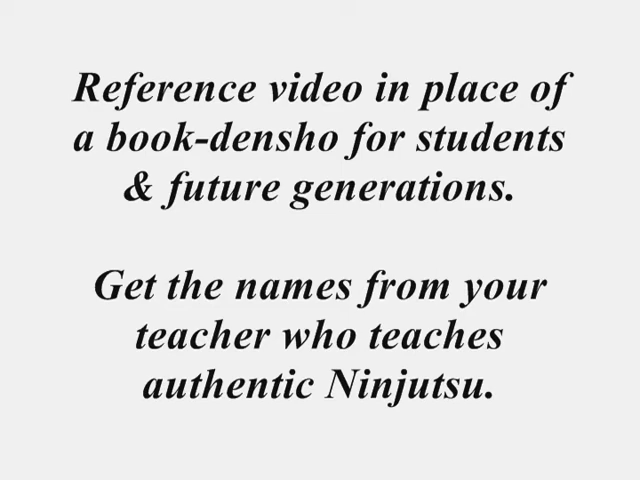 Reference video in place of
a book-densho for students
& future generations.
Get the names from your
teacher who teaches
authentic Ninjutsu.